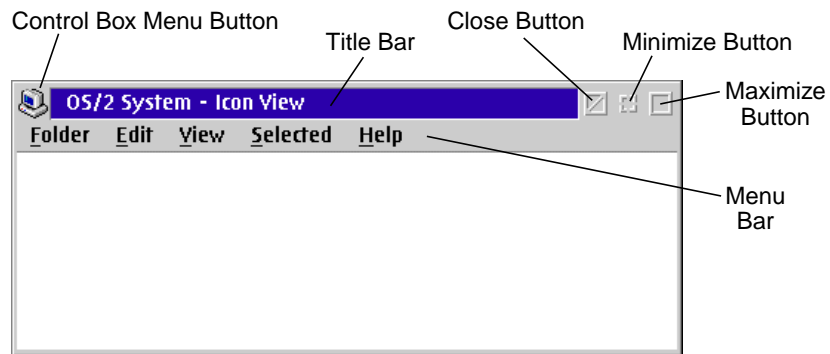 Control Box Menu Button
Title Bar
Close Button
Minimize Button
Maximize
Button
OS/2 System - Icon View
Folder Edit View Selected Help
Menu
Bar